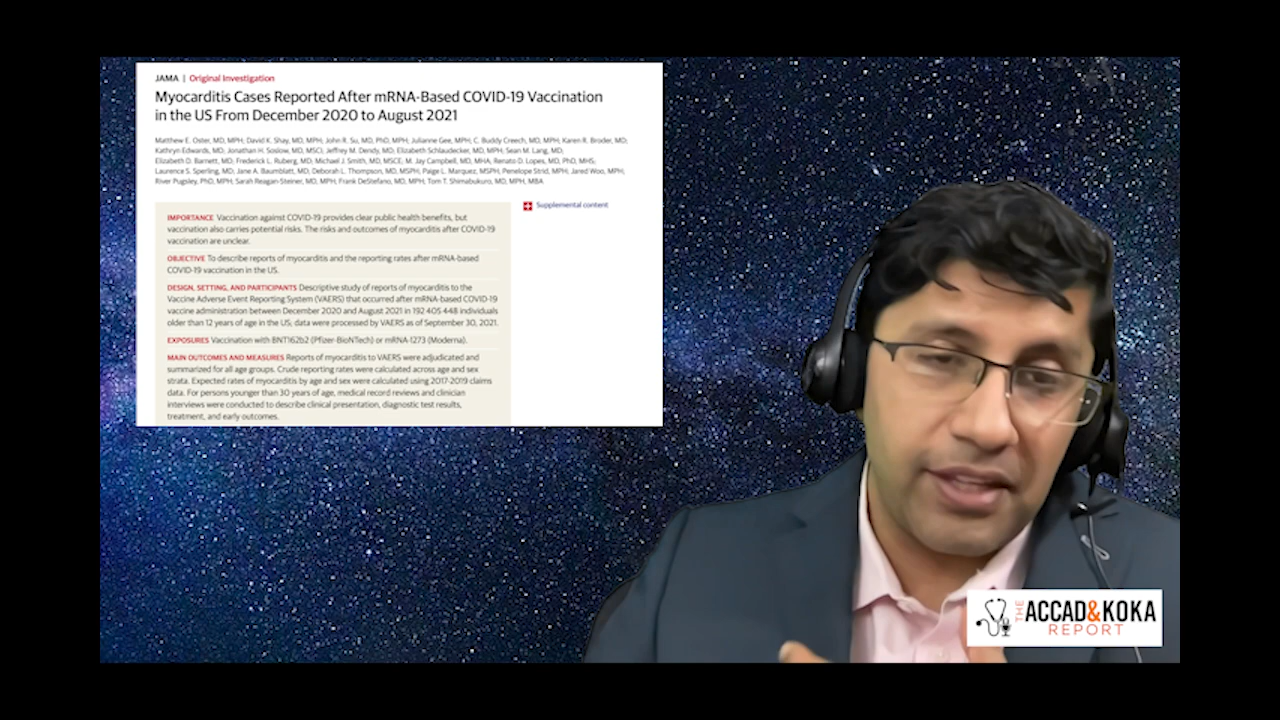 JAMA | Original Investigation
Myocarditis Cases Reported After mRNA-Based COVID-19 Vaccination
in the US From December 2020 to August 2021
Matthew E. Oster, MD, MPH; David K. Shay, MD, MPH; John R. Su, MD, PhD, MPH; Julianne Gee, MPH; C. Buddy Creech, MD, MPH; Karen R. Broder, MD;
Kathryn Edwards, MD; Jonathan H. Soslow, MD, MSCI; Jeffrey M. Dendy, MD; Elizabeth Schlaudecker, MD, MPH; Sean M. Lang, MD;
Elizabeth D. Barnett, MD; Frederick L. Ruberg, MD; Michael J. Smith, MD, MSCE; M. Jay Campbell, MD, MHA; Renato D. Lopes, MD, PhD, MHS;
Laurence S. Sperling, MD; Jane A. Baumblatt, MD; Deborah L. Thompson, MD, MSPH; Paige L. Marquez, MSPH; Penelope Strid, MPH; Jared Woo, MPH;
River Pugsley, PhD, MPH; Sarah Reagan-Steiner, MD, MPH; Frank DeStefano, MD, MPH; Tom T. Shimabukuro, MD, MPH, MBA
Supplemental content
IMPORTANCE Vaccination against COVID-19 provides clear public health benefits, but
vaccination also carries potential risks. The risks and outcomes of myocarditis after COVID-19
vaccination are unclear.
OBJECTIVE To describe reports of myocarditis and the reporting rates after mRNA-based
COVID-19 vaccination in the US.
DESIGN, SETTING, AND PARTICIPANTS Descriptive study of reports of myocarditis to the
Vaccine Adverse Event Reporting System (VAERS) that occurred after mRNA-based COVID-19
vaccine administration between December 2020 and August 2021 in 192 405 448 individuals
older than 12 years of age in the US; data were processed by VAERS as of September 30, 2021.
EXPOSURES Vaccination with BNT162b2 (Pfizer-BioNTech) or mRNA-1273 (Moderna).
MAIN OUTCOMES AND MEASURES Reports of myocarditis to VAERS were adjudicated and
summarized for all age groups. Crude reporting rates were calculated across age and sex
strata. Expected rates of myocarditis by age and sex were calculated using 2017-2019 claims
data. For persons younger than 30 years of age, medical record reviews and clinician
interviews were conducted to describe clinical presentation, diagnostic test results,
treatment, and early outcomes.
THE ACCAD&KOKA
REPORT